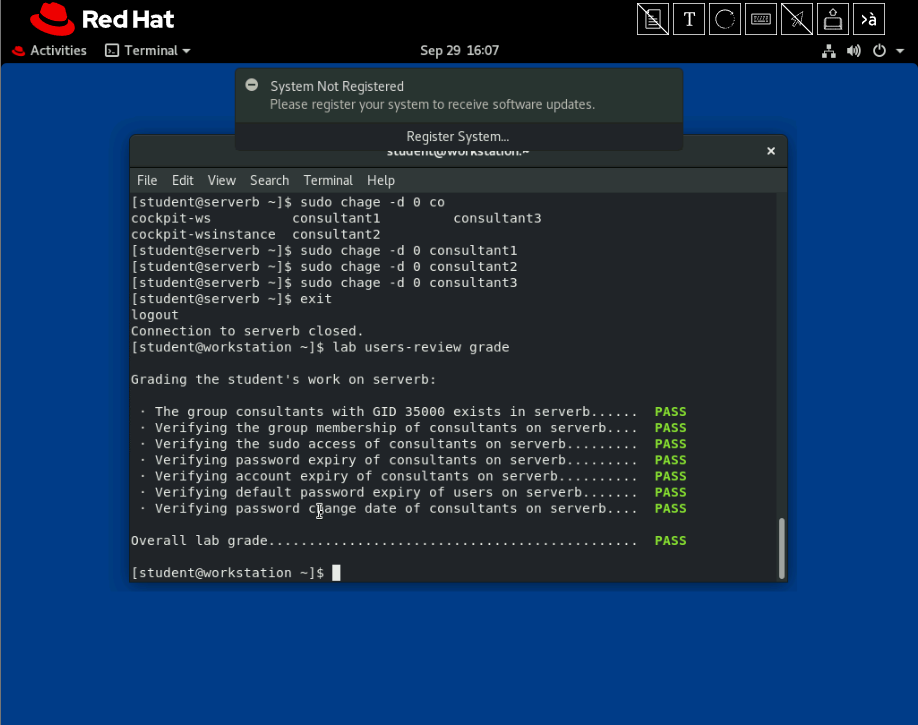 Red Hat
T
>à
Activities Terminal Sep 29 16:07
System Not Registered
Please register your system to receive software updates.
Register System...
student@workstation:~
File Edit View Search Terminal Help
[student@serverb ~]$ sudo chage -d 0 co
cockpit-ws consultant1 consultant3
cockpit-wsinstance consultant2
[student@serverb ~]$ sudo chage -d 0 consultant1
[student@serverb ~]$ sudo chage -d 0 consultant2
[student@serverb ~]$ sudo chage -d 0 consultant3
[student@serverb ~]$ exit
logout
Connection to serverb closed.
[student@workstation ~]$ lab users-review grade
Grading the student's work on serverb:
· The group consultants with GID 35000 exists in serverb...... PASS
· Verifying the group membership of consultants on serverb.... PASS
· Verifying the sudo access of consultants on serverb......... PASS
· Verifying password expiry of consultants on serverb......... PASS
· Verifying account expiry of consultants on serverb.......... PASS
· Verifying default password expiry of users on serverb....... PASS
· Verifying password change date of consultants on serverb.... PASS
Overall lab grade.............................................. PASS
[student@workstation ~]$